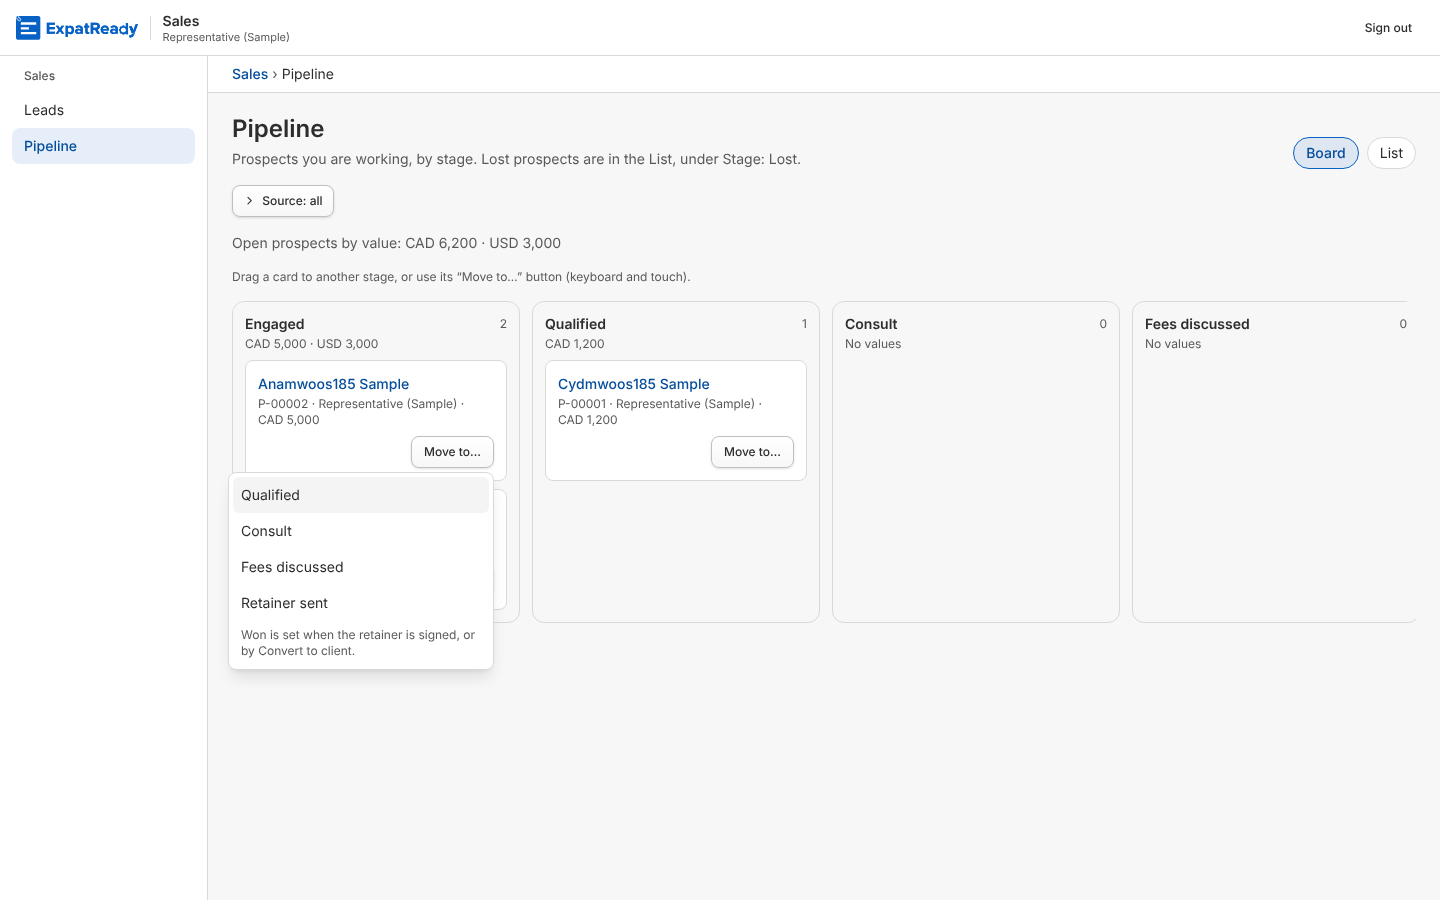 ExpatReady
Sales
Representative (Sample)
Sign out
Sales
Leads
Pipeline
Sales › Pipeline
Pipeline
Prospects you are working, by stage. Lost prospects are in the List, under Stage: Lost.
Board
List
Source: all
Open prospects by value: CAD 6,200 · USD 3,000
Drag a card to another stage, or use its “Move to…” button (keyboard and touch).
Engaged
2
CAD 5,000 · USD 3,000
Anamwoos185 Sample
P-00002 · Representative (Sample) ·
CAD 5,000
Move to…
Qualified
Consult
Fees discussed
Retainer sent
Won is set when the retainer is signed, or
by Convert to client.
Qualified
1
CAD 1,200
Cydmwoos185 Sample
P-00001 · Representative (Sample) ·
CAD 1,200
Move to…
Consult
0
No values
Fees discussed
0
No values